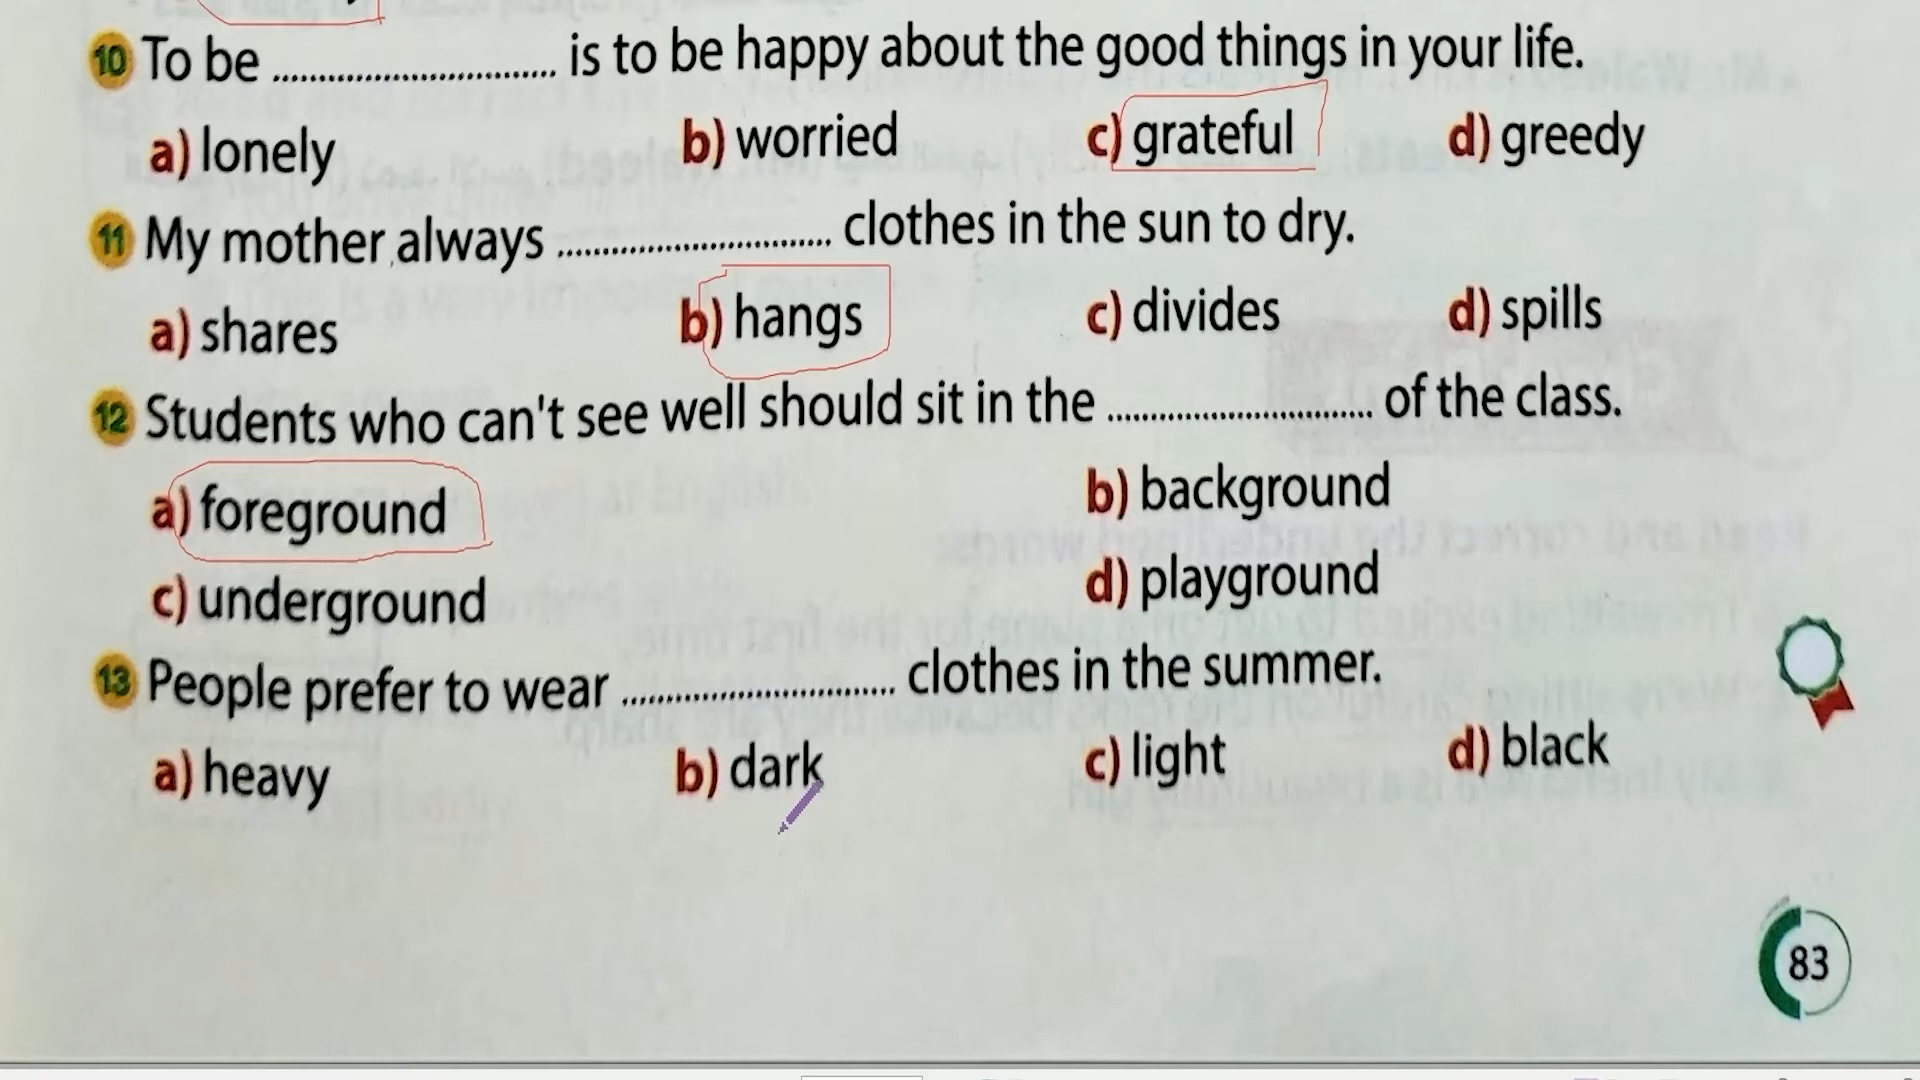 10 To be .............................. is to be happy about the good things in your life.
a) lonely b) worried c) grateful d) greedy
11 My mother always .............................. clothes in the sun to dry.
a) shares b) hangs c) divides d) spills
12 Students who can't see well should sit in the .............................. of the class.
a) foreground b) background
c) underground d) playground
13 People prefer to wear .............................. clothes in the summer.
a) heavy b) dark c) light d) black
83